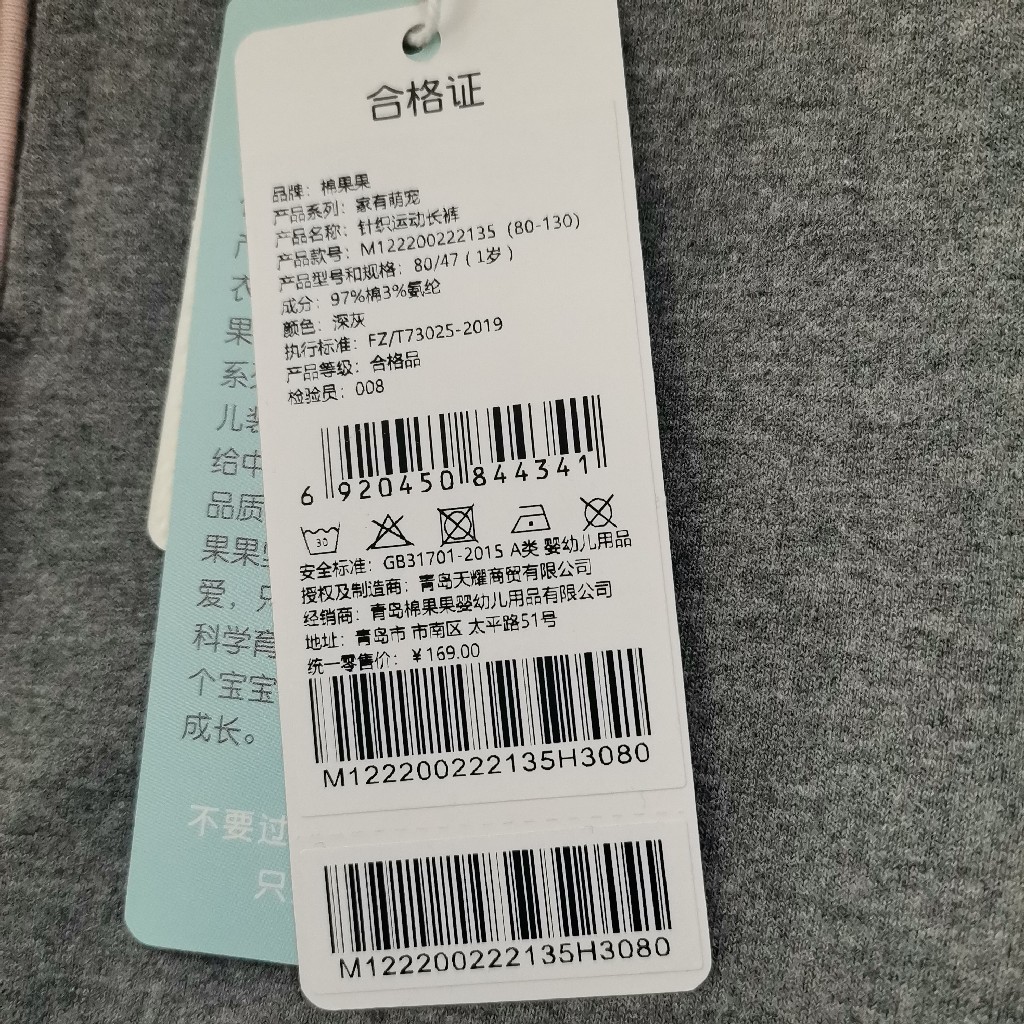 合格证
品牌：棉果果
产品系列：家有萌宠
产品名称：针织运动长裤
产品款号：M122200222135（80-130）
产品型号和规格：80/47（1岁）
成分：97%棉3%氨纶
颜色：深灰
执行标准：FZ/T73025-2019
产品等级：合格品
检验员：008
6 920450 844341
30
安全标准：GB31701-2015 A类 婴幼儿用品
授权及制造商：青岛天耀商贸有限公司
经销商：青岛棉果果婴幼儿用品有限公司
地址：青岛市 市南区 太平路51号
统一零售价：￥169.00
M122200222135H3080
M122200222135H3080
衣
果
系
儿装
给中
品质
果果
爱，只
科学育
个宝宝
成长。
不要过
只